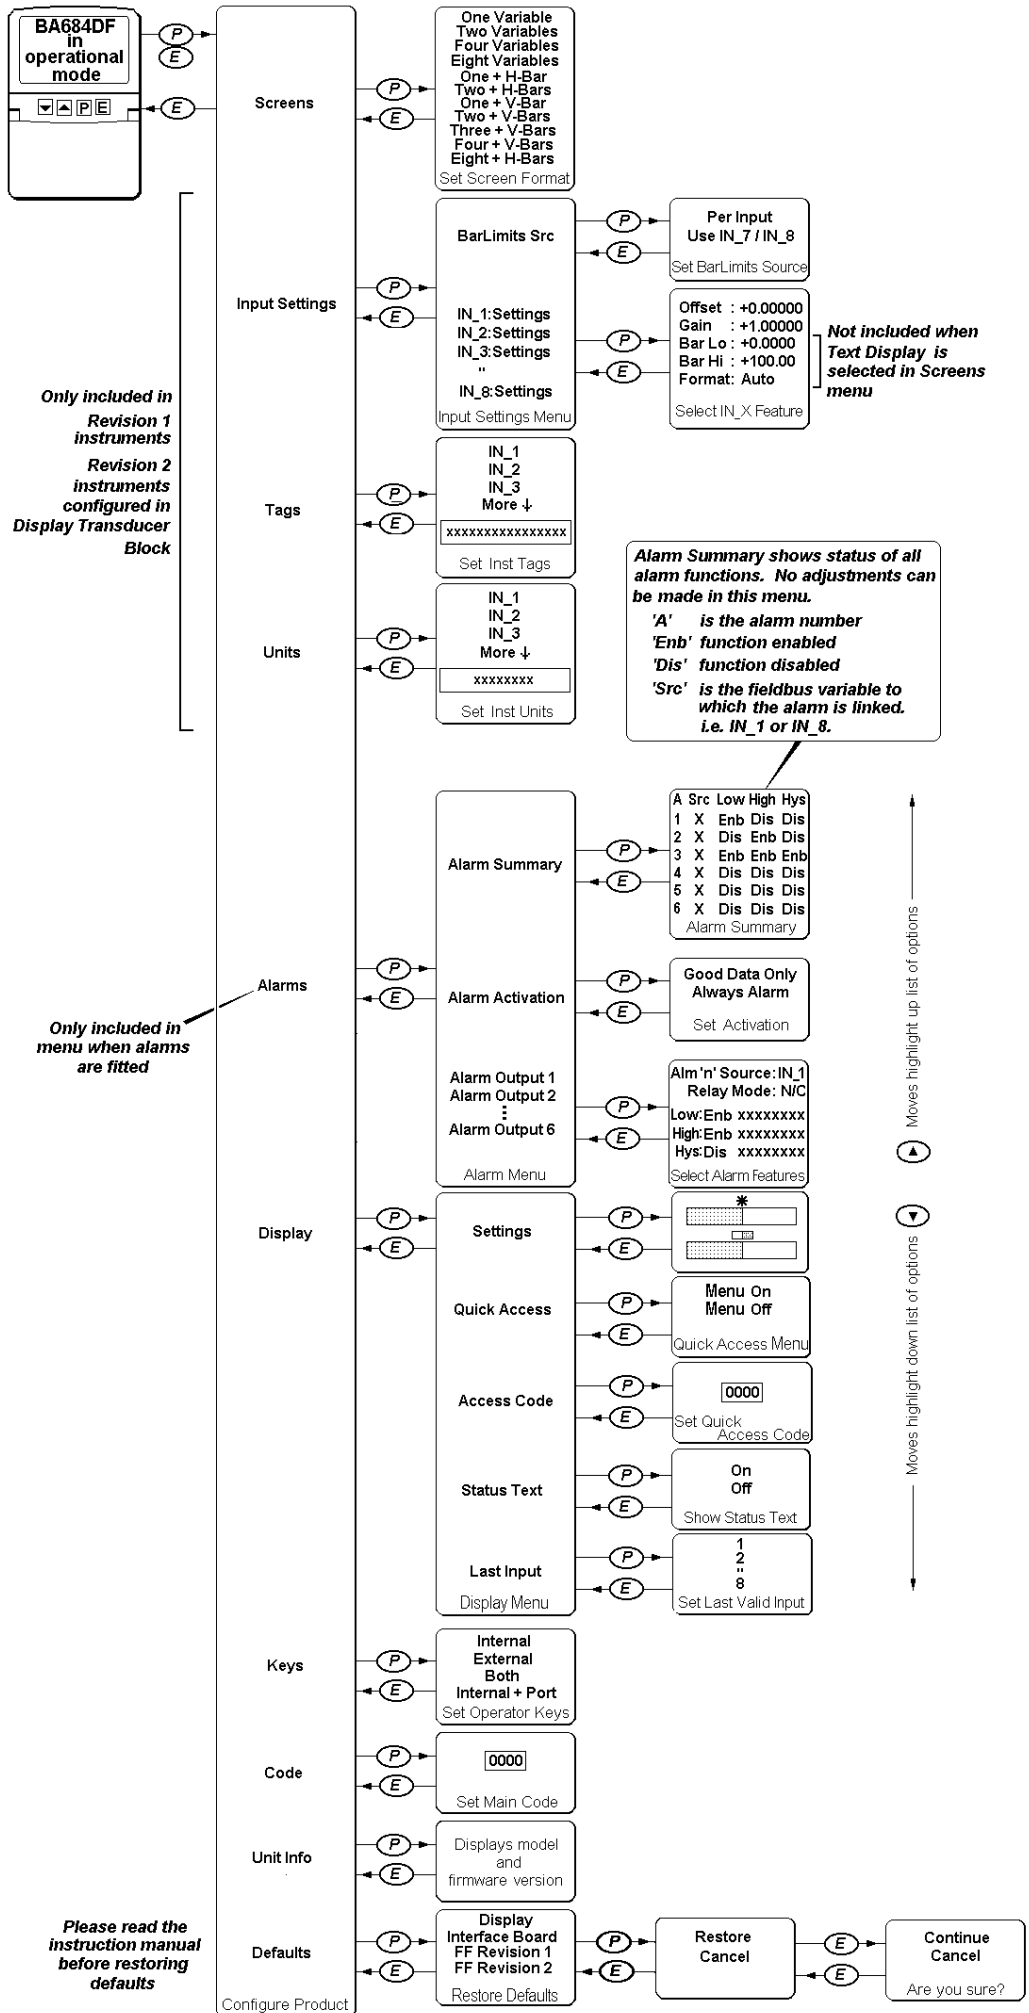 BA684DF
in
operational
mode
P
E
E
P E
Screens
P
E
One Variable
Two Variables
Four Variables
Eight Variables
One + H-Bar
Two + H-Bars
One + V-Bar
Two + V-Bars
Three + V-Bars
Four + V-Bars
Eight + H-Bars
Set Screen Format
Only included in
Revision 1
instruments
Revision 2
instruments
configured in
Display Transducer
Block
Input Settings
P
E
BarLimits Src
IN_1:Settings
IN_2:Settings
IN_3:Settings
"
IN_8:Settings
Input Settings Menu
P
E
Per Input
Use IN_7 / IN_8
Set BarLimits Source
P
E
Offset : +0.00000
Gain : +1.00000
Bar Lo : +0.0000
Bar Hi : +100.00
Format: Auto
Select IN_X Feature
Not included when
Text Display is
selected in Screens
menu
Tags
P
E
IN_1
IN_2
IN_3
More ↓
xxxxxxxxxxxxxxxx
Set Inst Tags
Units
P
E
IN_1
IN_2
IN_3
More ↓
xxxxxxxx
Set Inst Units
Alarm Summary shows status of all
alarm functions. No adjustments can
be made in this menu.
'A' is the alarm number
'Enb' function enabled
'Dis' function disabled
'Src' is the fieldbus variable to
which the alarm is linked.
i.e. IN_1 or IN_8.
Alarms
Only included in
menu when alarms
are fitted
P
E
Alarm Summary
Alarm Activation
Alarm Output 1
Alarm Output 2
Alarm Output 6
Alarm Menu
P
E
A Src Low High Hys
1 X Enb Dis Dis
2 X Dis Enb Dis
3 X Enb Enb Enb
4 X Dis Dis Dis
5 X Dis Dis Dis
6 X Dis Dis Dis
Alarm Summary
P
E
Good Data Only
Always Alarm
Set Activation
P
E
Alm 'n' Source: IN_1
Relay Mode: N/C
Low:Enb xxxxxxxx
High:Enb xxxxxxxx
Hys:Dis xxxxxxxx
Select Alarm Features
Moves highlight up list of options
Moves highlight down list of options
Display
P
E
Settings
Quick Access
Access Code
Status Text
Last Input
Display Menu
P
E
*
P
E
Menu On
Menu Off
Quick Access Menu
P
E
0000
Set Quick
Access Code
P
E
On
Off
Show Status Text
P
E
1
2
"
8
Set Last Valid Input
Keys
P
E
Internal
External
Both
Internal + Port
Set Operator Keys
Code
P
E
0000
Set Main Code
Unit Info
P
E
Displays model
and
firmware version
Please read the
instruction manual
before restoring
defaults
Defaults
Configure Product
P
E
Display
Interface Board
FF Revision 1
FF Revision 2
Restore Defaults
P
E
Restore
Cancel
E
E
Continue
Cancel
Are you sure?